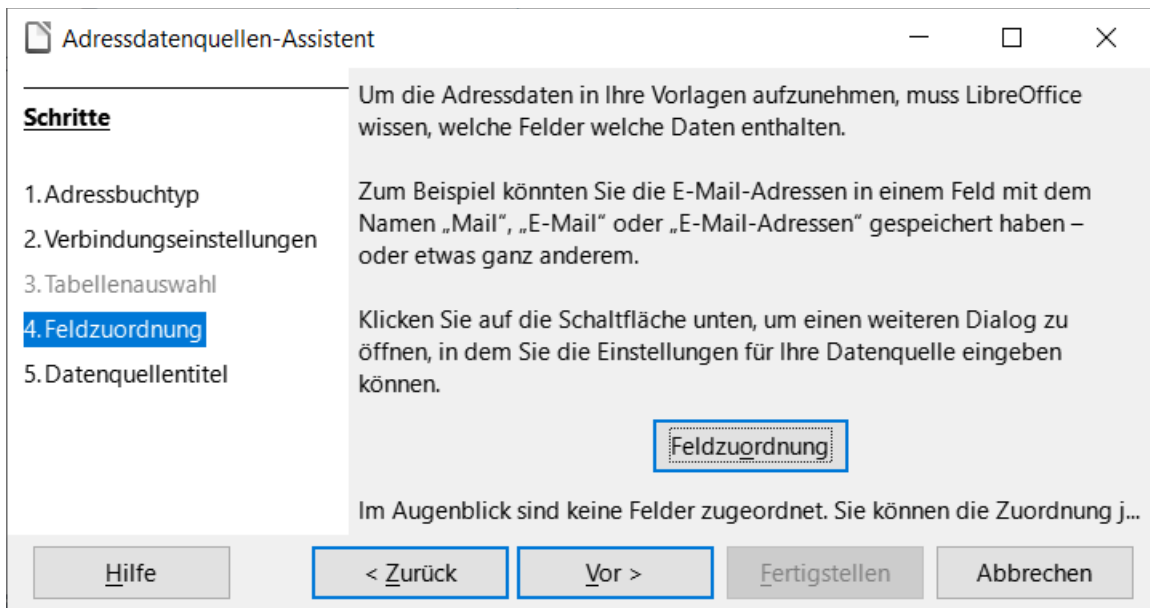 Adressdatenquellen-Assistent
Schritte
1. Adressbuchtyp
2. Verbindungseinstellungen
3. Tabellenauswahl
4. Feldzuordnung
5. Datenquellentitel
Um die Adressdaten in Ihre Vorlagen aufzunehmen, muss LibreOffice
wissen, welche Felder welche Daten enthalten.
Zum Beispiel könnten Sie die E-Mail-Adressen in einem Feld mit dem
Namen „Mail“, „E-Mail“ oder „E-Mail-Adressen“ gespeichert haben –
oder etwas ganz anderem.
Klicken Sie auf die Schaltfläche unten, um einen weiteren Dialog zu
öffnen, in dem Sie die Einstellungen für Ihre Datenquelle eingeben
können.
Feldzuordnung
Im Augenblick sind keine Felder zugeordnet. Sie können die Zuordnung j...
Hilfe
< Zurück
Vor >
Fertigstellen
Abbrechen